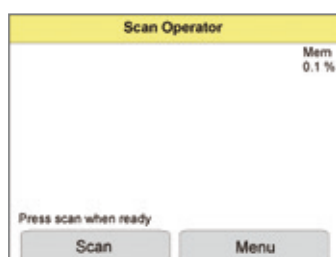 Scan Operator
Mem
0.1 %
Press scan when ready
Scan
Menu